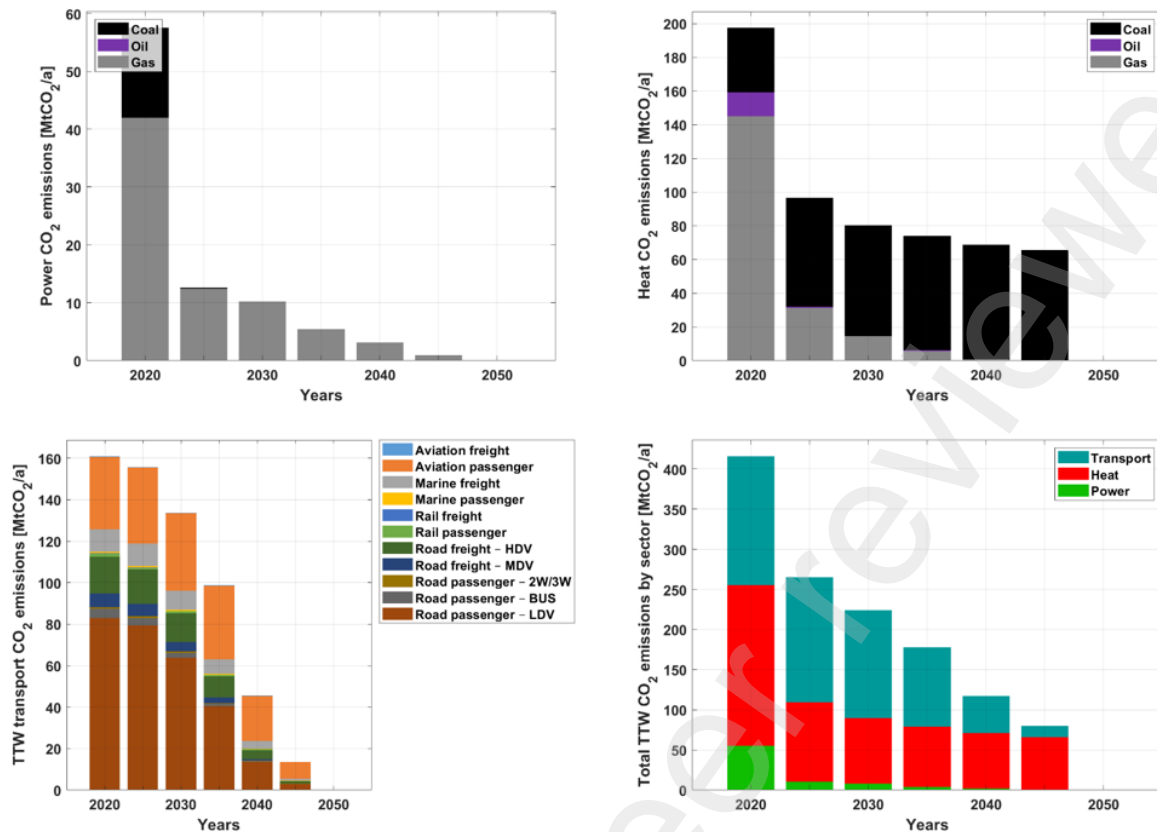 Power CO2 emissions [MtCO2/a]
60
50
40
30
20
10
0
Coal
Oil
Gas
2020
2030
2040
2050
Years
Heat CO2 emissions [MtCO2/a]
200
180
160
140
120
100
80
60
40
20
0
Coal
Oil
Gas
2020
2030
2040
2050
Years
TTW transport CO2 emissions [MtCO2/a]
160
140
120
100
80
60
40
20
0
2020
2030
2040
2050
Years
Aviation freight
Aviation passenger
Marine freight
Marine passenger
Rail freight
Rail passenger
Road freight – HDV
Road freight – MDV
Road passenger – 2W/3W
Road passenger – BUS
Road passenger – LDV
Total TTW CO2 emissions by sector [MtCO2/a]
400
350
300
250
200
150
100
50
0
Transport
Heat
Power
2020
2030
2040
2050
Years